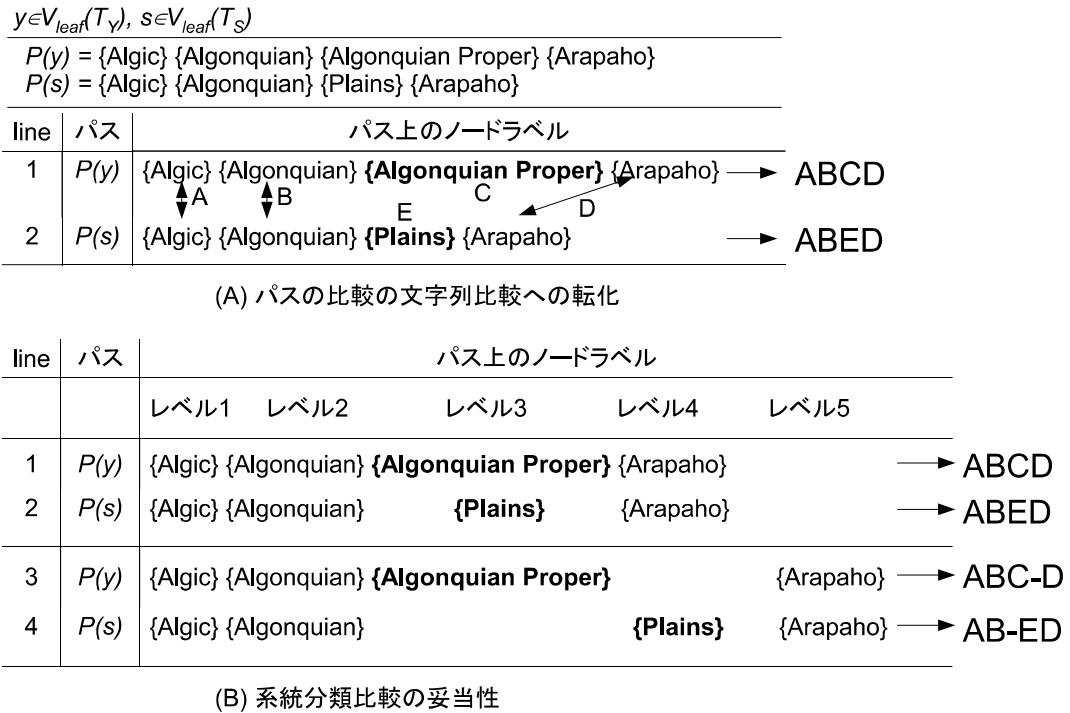 y∈V_leaf(T_Y), s∈V_leaf(T_S)
P(y) = {Algic} {Algonquian} {Algonquian Proper} {Arapaho}
P(s) = {Algic} {Algonquian} {Plains} {Arapaho}
line パス パス上のノードラベル
1 P(y) {Algic} {Algonquian} {Algonquian Proper} {Arapaho} → ABCD
A B E C D
2 P(s) {Algic} {Algonquian} {Plains} {Arapaho} → ABED
(A) パスの比較の文字列比較への転化
line パス パス上のノードラベル
レベル1 レベル2 レベル3 レベル4 レベル5
1 P(y) {Algic} {Algonquian} {Algonquian Proper} {Arapaho} → ABCD
2 P(s) {Algic} {Algonquian} {Plains} {Arapaho} → ABED
3 P(y) {Algic} {Algonquian} {Algonquian Proper} {Arapaho} → ABC-D
4 P(s) {Algic} {Algonquian} {Plains} {Arapaho} → AB-ED
(B) 系統分類比較の妥当性